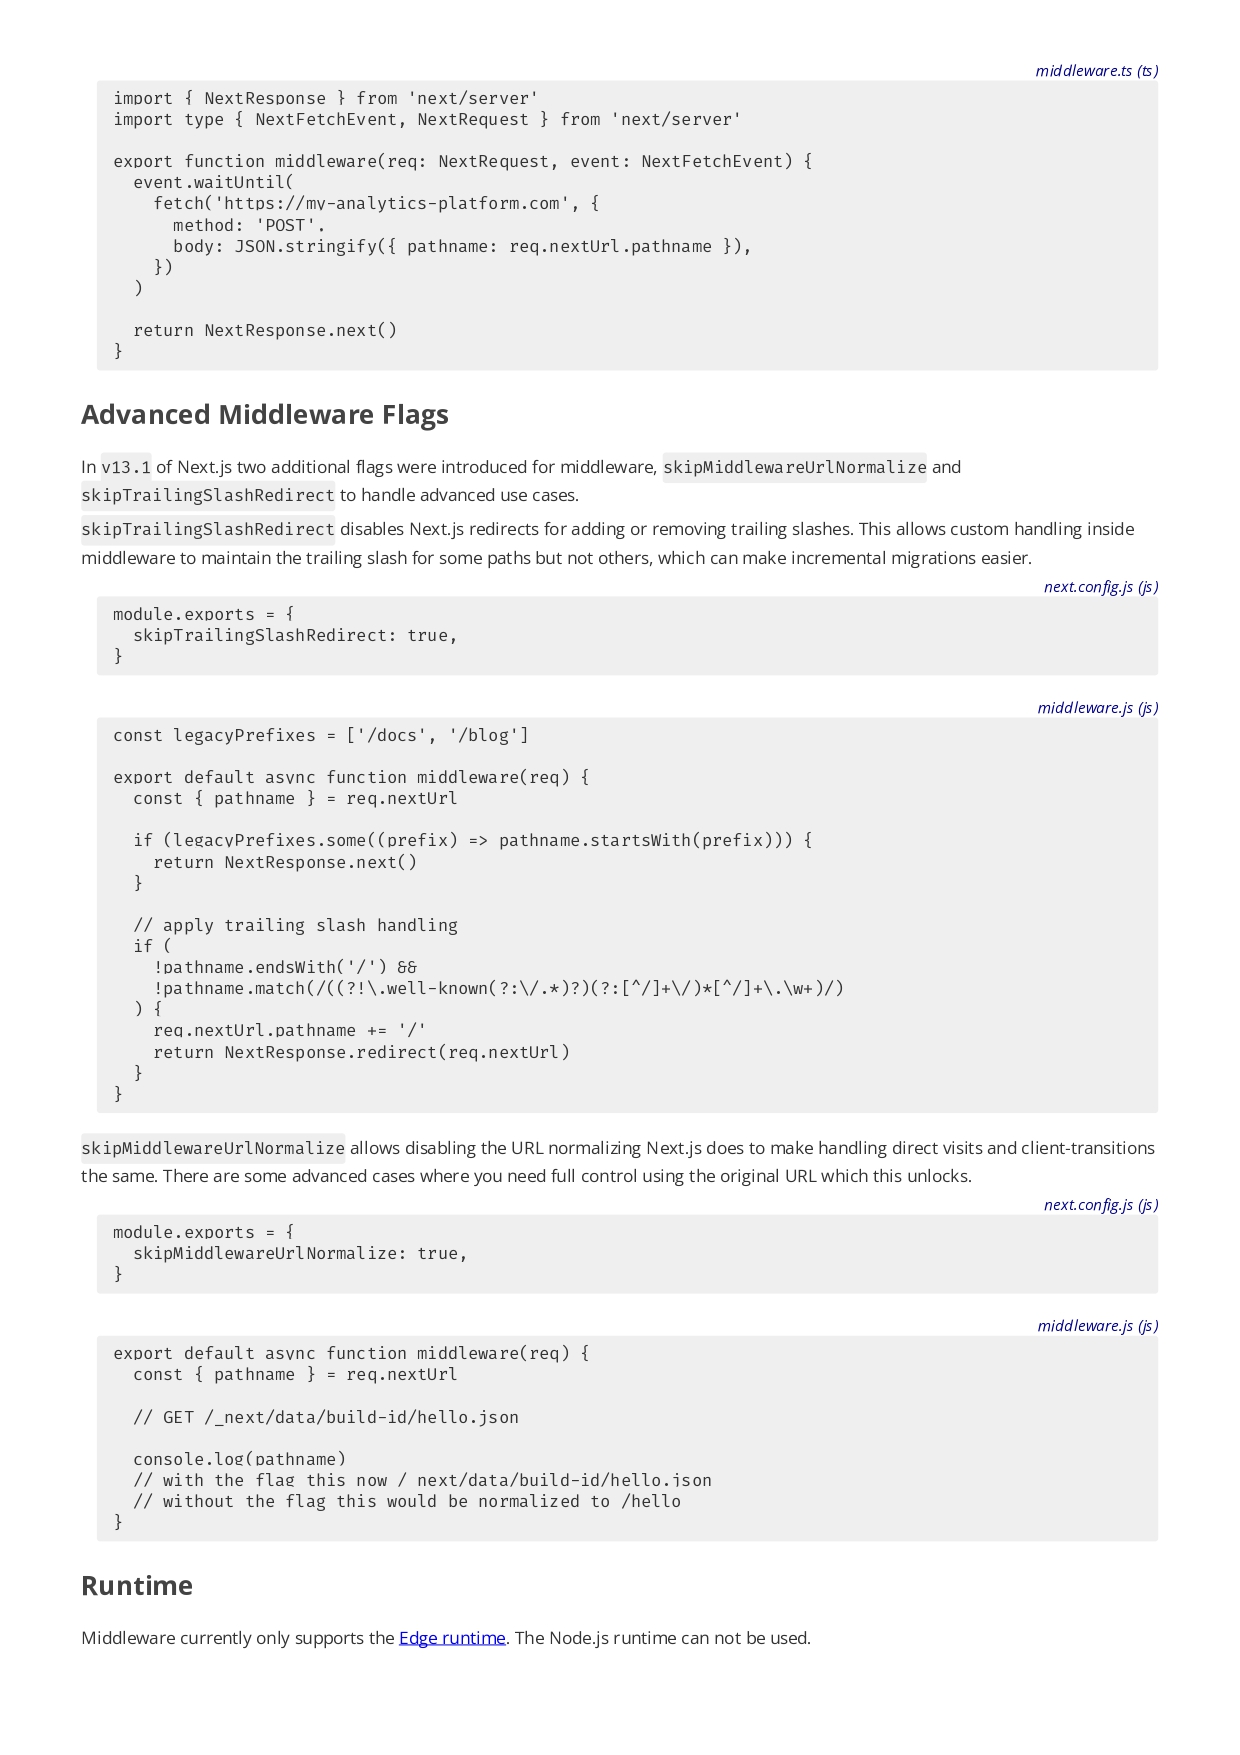 middleware.ts (ts)
import { NextResponse } from 'next/server'
import type { NextFetchEvent, NextRequest } from 'next/server'
export function middleware(req: NextRequest, event: NextFetchEvent) {
  event.waitUntil(
    fetch('https://my-analytics-platform.com', {
      method: 'POST',
      body: JSON.stringify({ pathname: req.nextUrl.pathname }),
    })
  )
  return NextResponse.next()
}
Advanced Middleware Flags
In v13.1 of Next.js two additional flags were introduced for middleware, skipMiddlewareUrlNormalize and
skipTrailingSlashRedirect to handle advanced use cases.
skipTrailingSlashRedirect disables Next.js redirects for adding or removing trailing slashes. This allows custom handling inside
middleware to maintain the trailing slash for some paths but not others, which can make incremental migrations easier.
next.config.js (js)
module.exports = {
  skipTrailingSlashRedirect: true,
}
middleware.js (js)
const legacyPrefixes = ['/docs', '/blog']
export default async function middleware(req) {
  const { pathname } = req.nextUrl
  if (legacyPrefixes.some((prefix) => pathname.startsWith(prefix))) {
    return NextResponse.next()
  }
  // apply trailing slash handling
  if (
    !pathname.endsWith('/') &&
    !pathname.match(/((?!\.well-known(?:\/.*)?)(?:[^/]+\/)*[^/]+\.\w+)/)
  ) {
    req.nextUrl.pathname += '/'
    return NextResponse.redirect(req.nextUrl)
  }
}
skipMiddlewareUrlNormalize allows disabling the URL normalizing Next.js does to make handling direct visits and client-transitions
the same. There are some advanced cases where you need full control using the original URL which this unlocks.
next.config.js (js)
module.exports = {
  skipMiddlewareUrlNormalize: true,
}
middleware.js (js)
export default async function middleware(req) {
  const { pathname } = req.nextUrl
  // GET /_next/data/build-id/hello.json
  console.log(pathname)
  // with the flag this now /_next/data/build-id/hello.json
  // without the flag this would be normalized to /hello
}
Runtime
Middleware currently only supports the Edge runtime. The Node.js runtime can not be used.